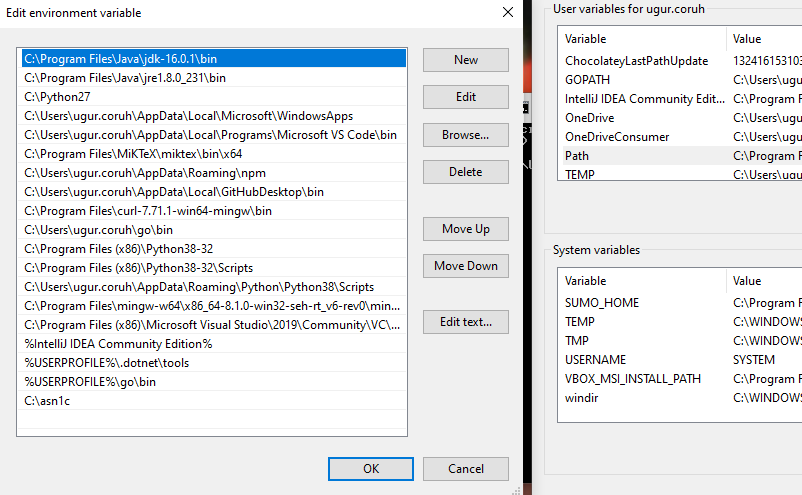 Edit environment variable
C:\Program Files\Java\jdk-16.0.1\bin
C:\Program Files\Java\jre1.8.0_231\bin
C:\Python27
C:\Users\ugur.coruh\AppData\Local\Microsoft\WindowsApps
C:\Users\ugur.coruh\AppData\Local\Programs\Microsoft VS Code\bin
C:\Program Files\MiKTeX\miktex\bin\x64
C:\Users\ugur.coruh\AppData\Roaming\npm
C:\Users\ugur.coruh\AppData\Local\GitHubDesktop\bin
C:\Program Files\curl-7.71.1-win64-mingw\bin
C:\Users\ugur.coruh\go\bin
C:\Program Files (x86)\Python38-32
C:\Program Files (x86)\Python38-32\Scripts
C:\Users\ugur.coruh\AppData\Roaming\Python\Python38\Scripts
C:\Program Files\mingw-w64\x86_64-8.1.0-win32-seh-rt_v6-rev0\min...
C:\Program Files (x86)\Microsoft Visual Studio\2019\Community\VC\...
%IntelliJ IDEA Community Edition%
%USERPROFILE%\.dotnet\tools
%USERPROFILE%\go\bin
C:\asn1c
New
Edit
Browse...
Delete
Move Up
Move Down
Edit text...
OK
Cancel
User variables for ugur.coruh
Variable Value
ChocolateyLastPathUpdate 13241615310
GOPATH C:\Users\ugu
IntelliJ IDEA Community Edit... C:\Program F
OneDrive C:\Users\ugu
OneDriveConsumer C:\Users\ugu
Path C:\Program F
TEMP C:\Users\ugu
System variables
Variable Value
SUMO_HOME C:\Program F
TEMP C:\WINDOWS
TMP C:\WINDOWS
USERNAME SYSTEM
VBOX_MSI_INSTALL_PATH C:\Program F
windir C:\WINDOWS